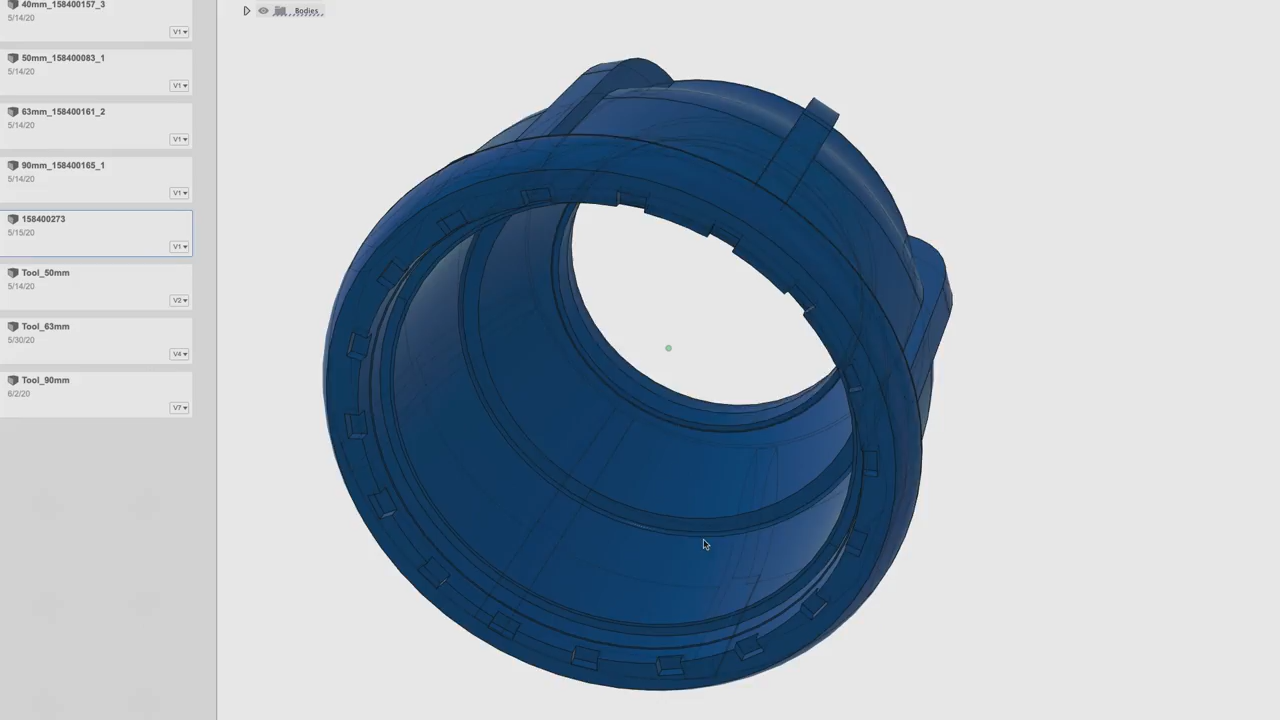 40mm_158400157_3
5/14/20
V1
Bodies
50mm_158400083_1
5/14/20
V1
63mm_158400161_2
5/14/20
V1
90mm_158400165_1
5/14/20
V1
158400273
5/15/20
V1
Tool_50mm
5/14/20
V2
Tool_63mm
5/30/20
V4
Tool_90mm
6/2/20
V7